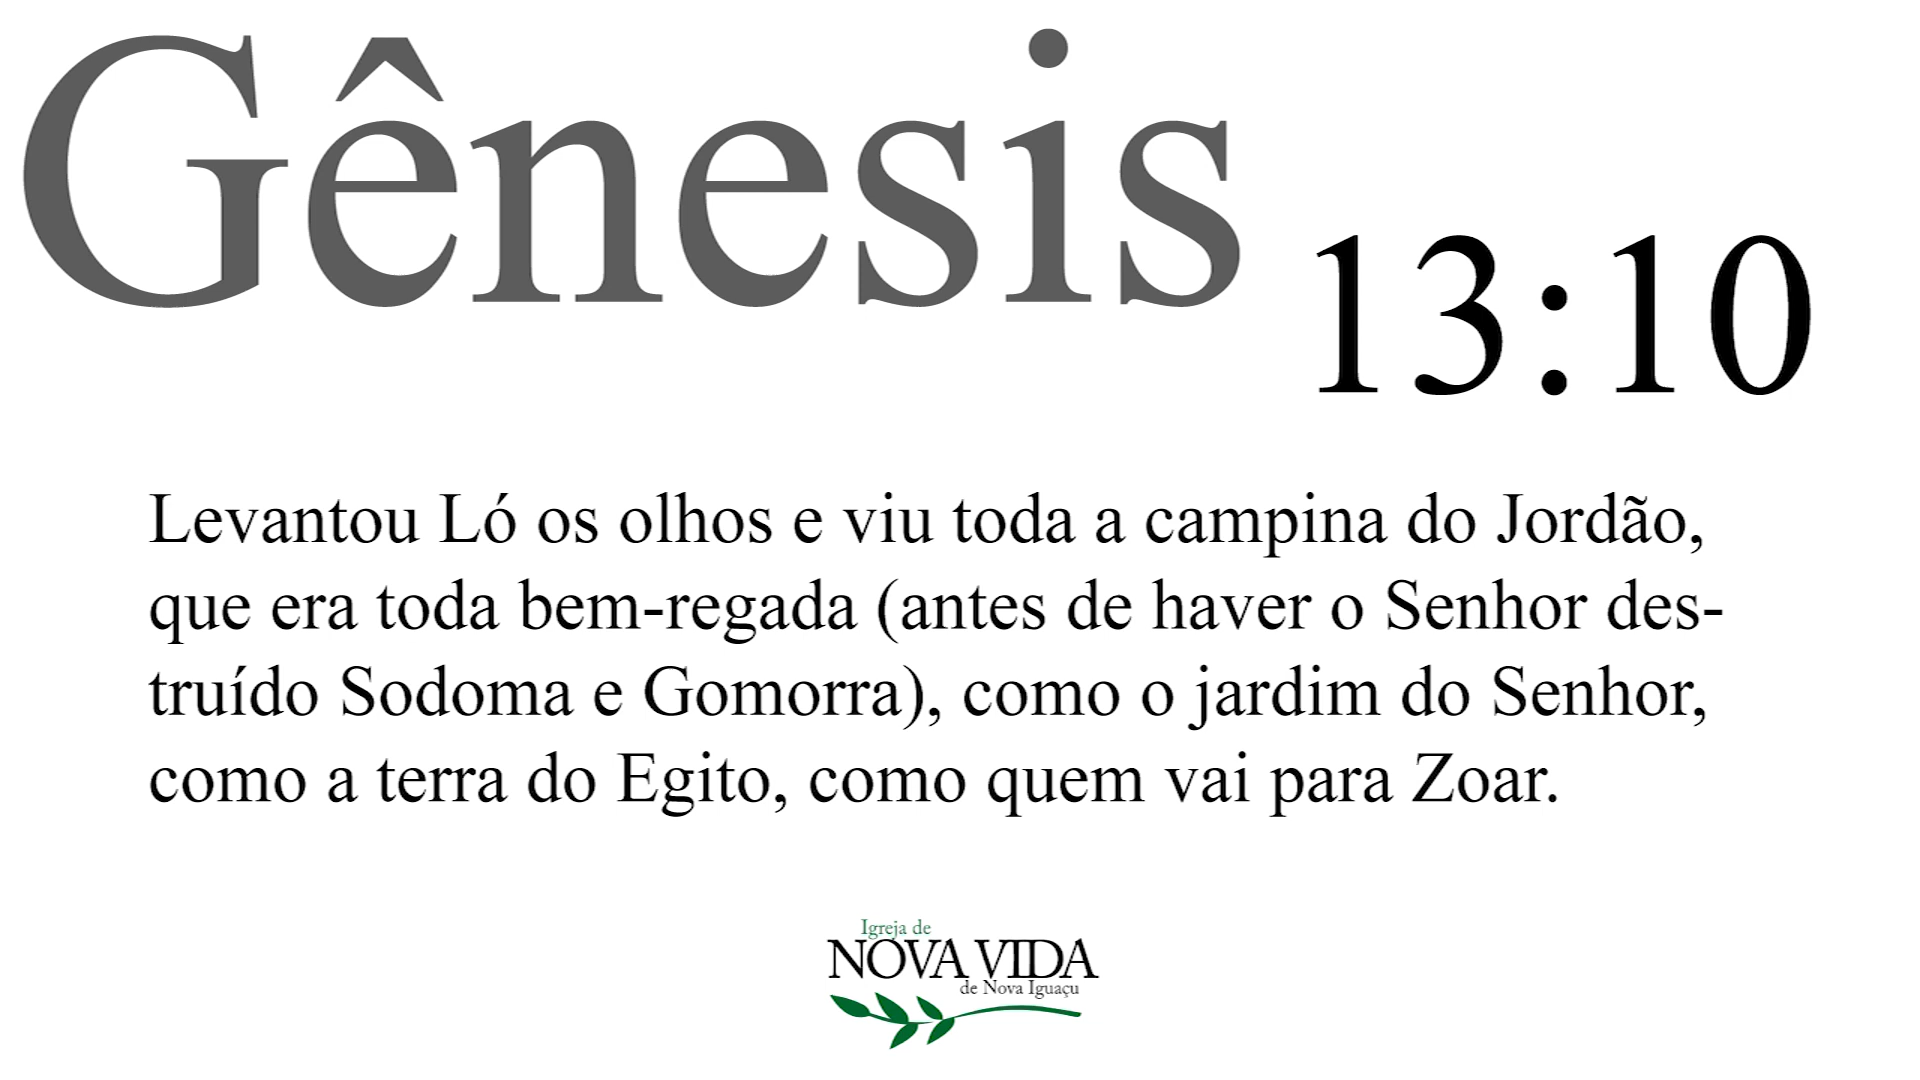 Gênesis 13:10
Levantou Ló os olhos e viu toda a campina do Jordão,
que era toda bem-regada (antes de haver o Senhor des-
truído Sodoma e Gomorra), como o jardim do Senhor,
como a terra do Egito, como quem vai para Zoar.
Igreja de
NOVA VIDA
de Nova Iguaçu